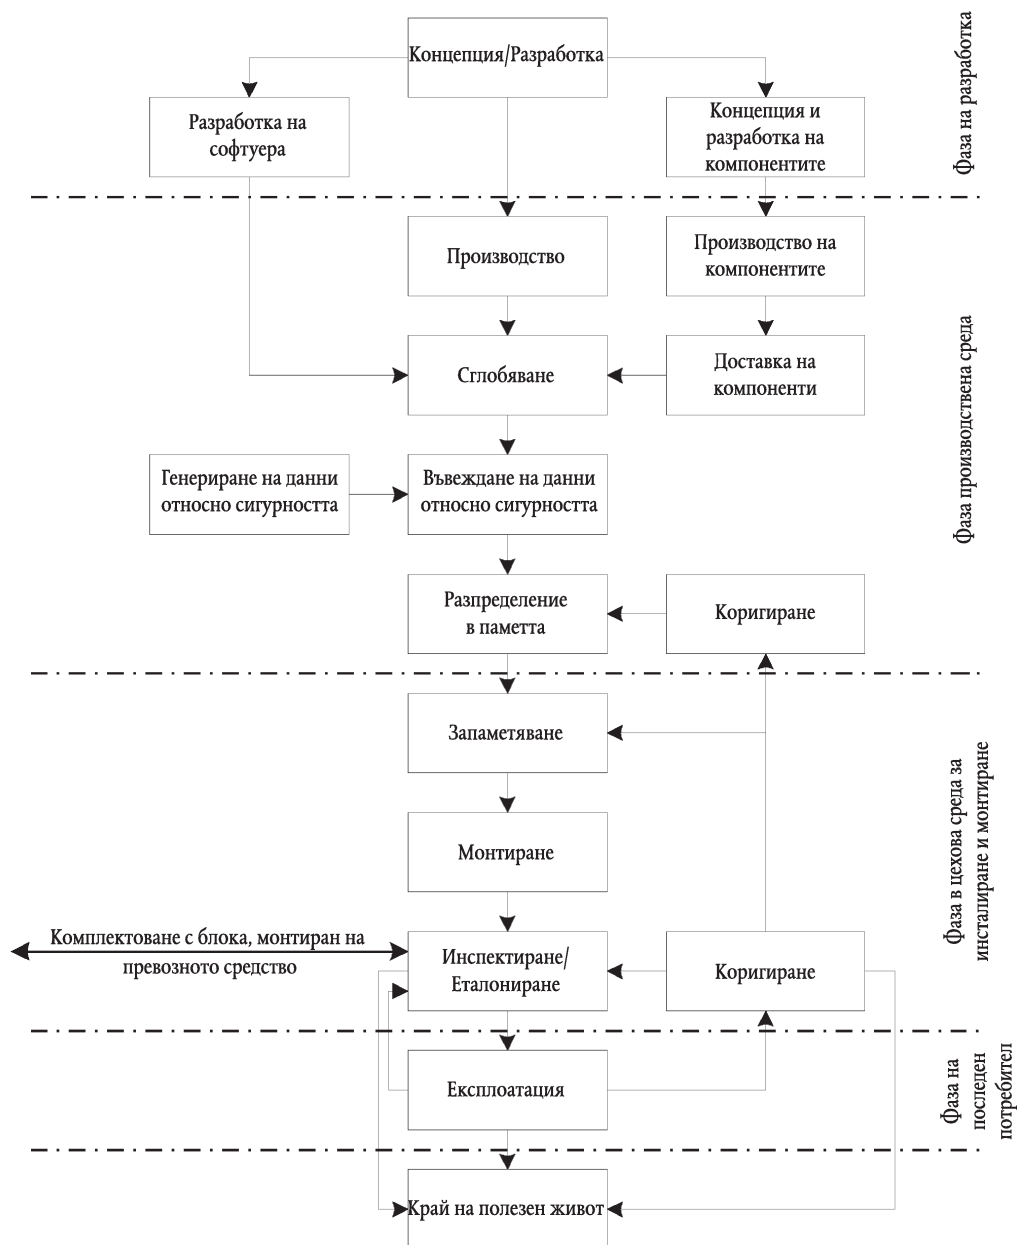 Концепция/Разработка
Разработка на
софтуера
Концепция и
разработка на
компонентите
Фаза на разработка
Производство
Производство на
компонентите
Сглобяване
Доставка на
компоненти
Генериране на данни
относно сигурността
Въвеждане на данни
относно сигурността
Разпределение
в паметта
Коригиране
Фаза производствена среда
Запаметяване
Монтиране
Комплектоване с блока, монтиран на
превозното средство
Инспектиране/
Еталониране
Коригиране
Фаза в цехова среда за
инсталиране и монтиране
Експлоатация
Фаза на
последен
потребител
Край на полезен живот